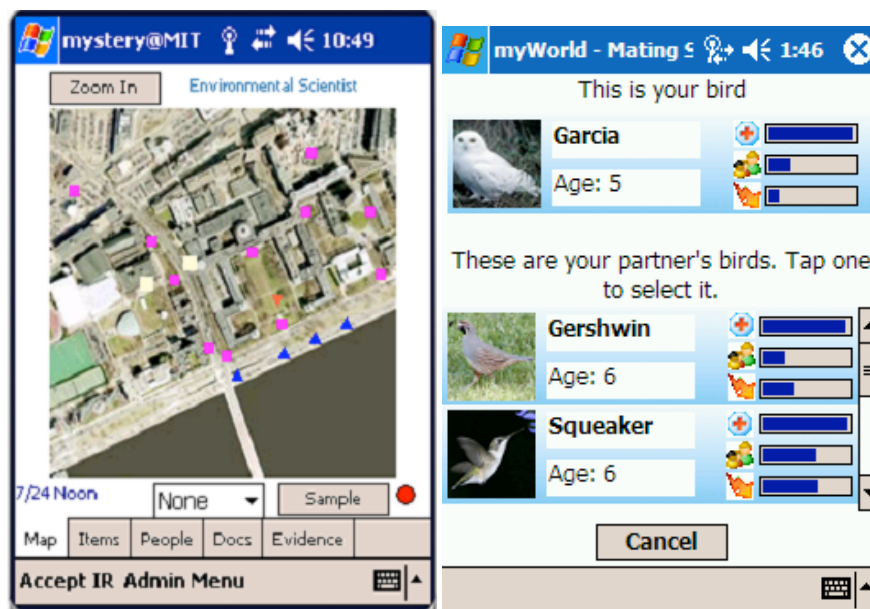 mystery@MIT 10:49
Zoom In Environmental Scientist
7/24 Noon None Sample
Map Items People Docs Evidence
Accept IR Admin Menu
myWorld - Mating S 1:46
This is your bird
Garcia
Age: 5
These are your partner's birds. Tap one
to select it.
Gershwin
Age: 6
Squeaker
Age: 6
Cancel